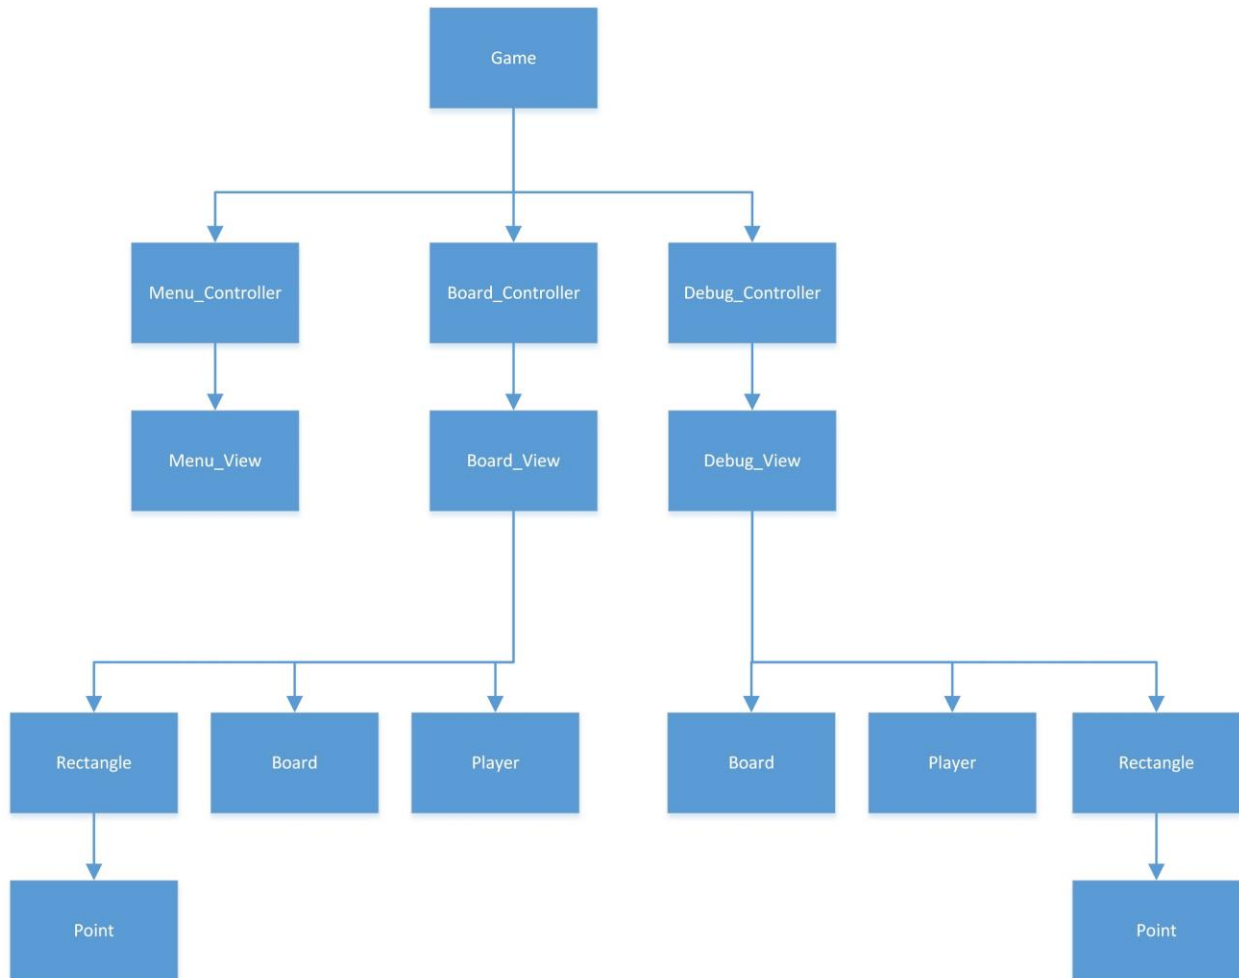 Game
Menu_Controller
Board_Controller
Debug_Controller
Menu_View
Board_View
Debug_View
Rectangle
Board
Player
Board
Player
Rectangle
Point
Point